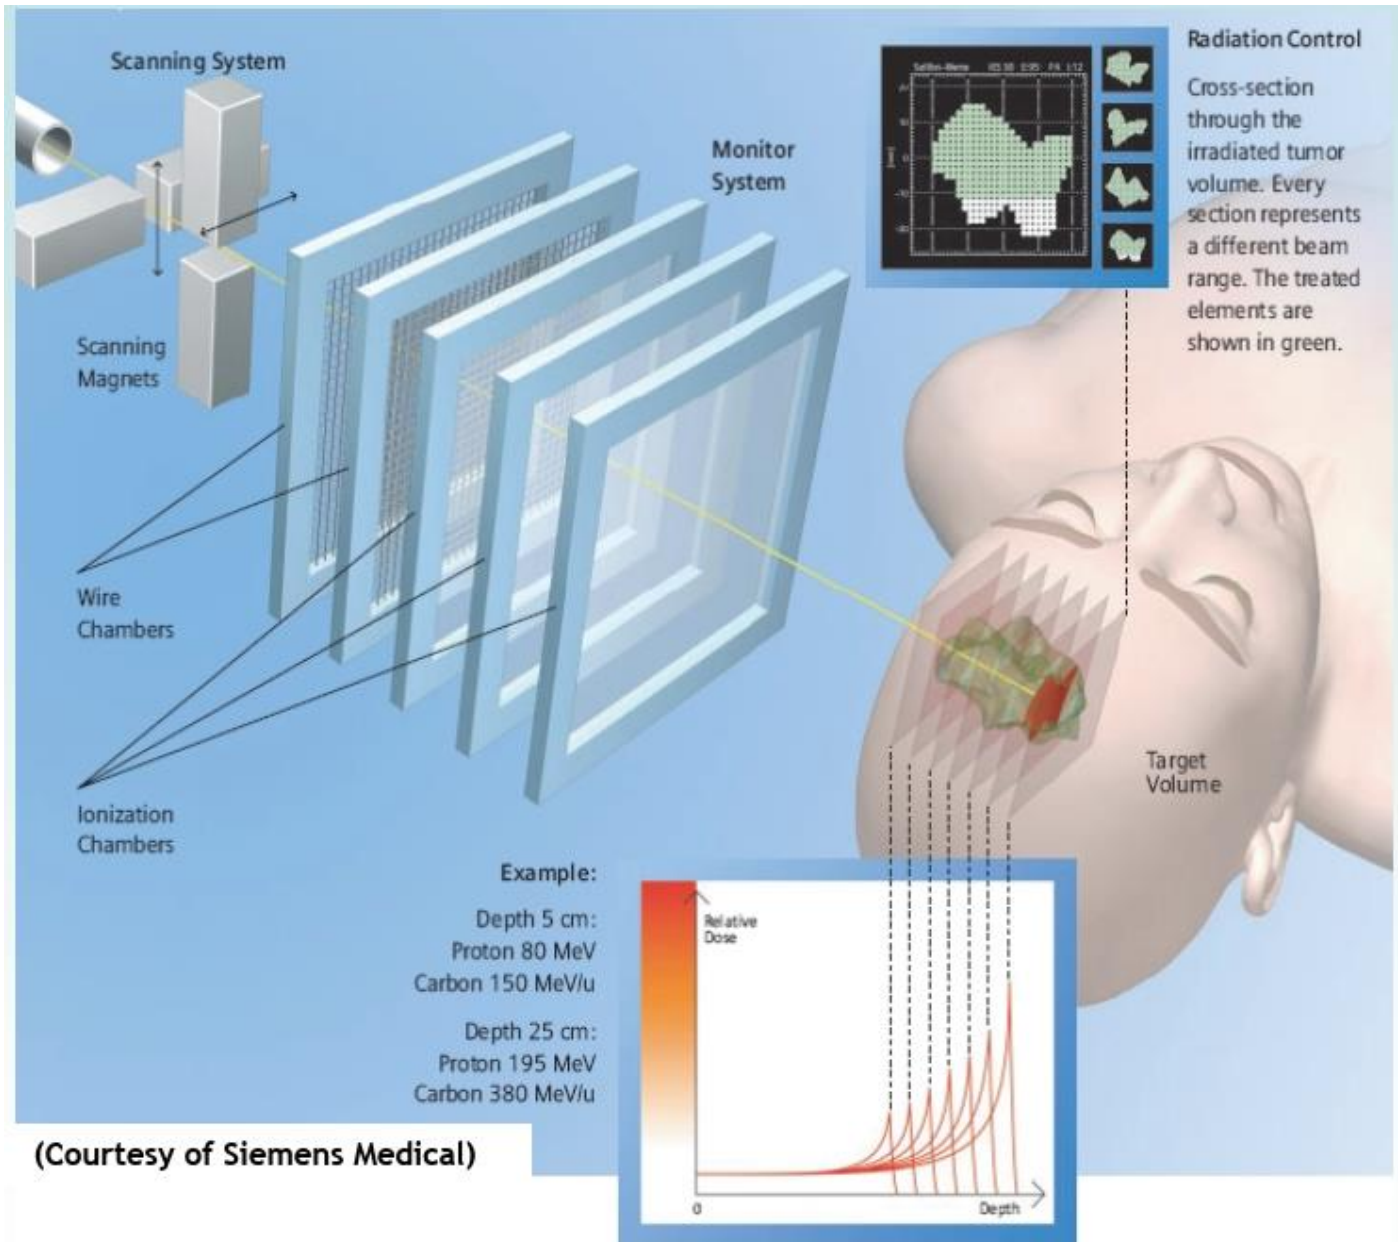 Scanning System
Scanning
Magnets
Monitor
System
Wire
Chambers
Ionization
Chambers
Radiation Control
Cross-section
through the
irradiated tumor
volume. Every
section represents
a different beam
range. The treated
elements are
shown in green.
Target
Volume
Example:
Depth 5 cm:
Proton 80 MeV
Carbon 150 MeV/u
Depth 25 cm:
Proton 195 MeV
Carbon 380 MeV/u
Relative
Dose
0
Depth
(Courtesy of Siemens Medical)